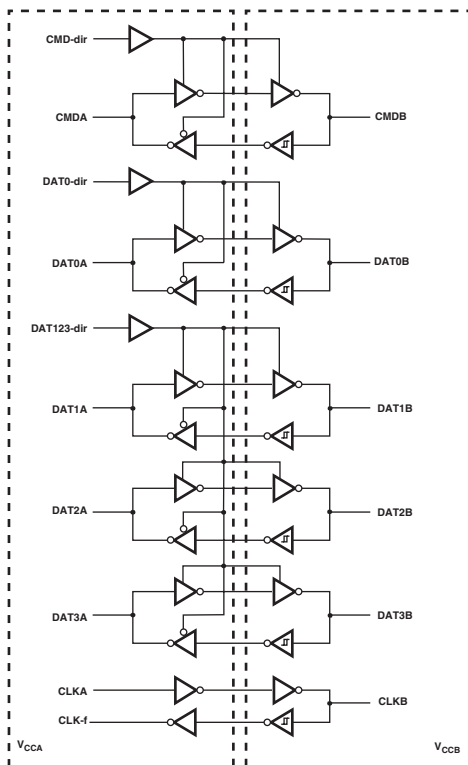 CMD-dir
CMDA
CMDB
DAT0-dir
DAT0A
DAT0B
DAT123-dir
DAT1A
DAT1B
DAT2A
DAT2B
DAT3A
DAT3B
CLKA
CLKB
CLK-f
VCCA
VCCB